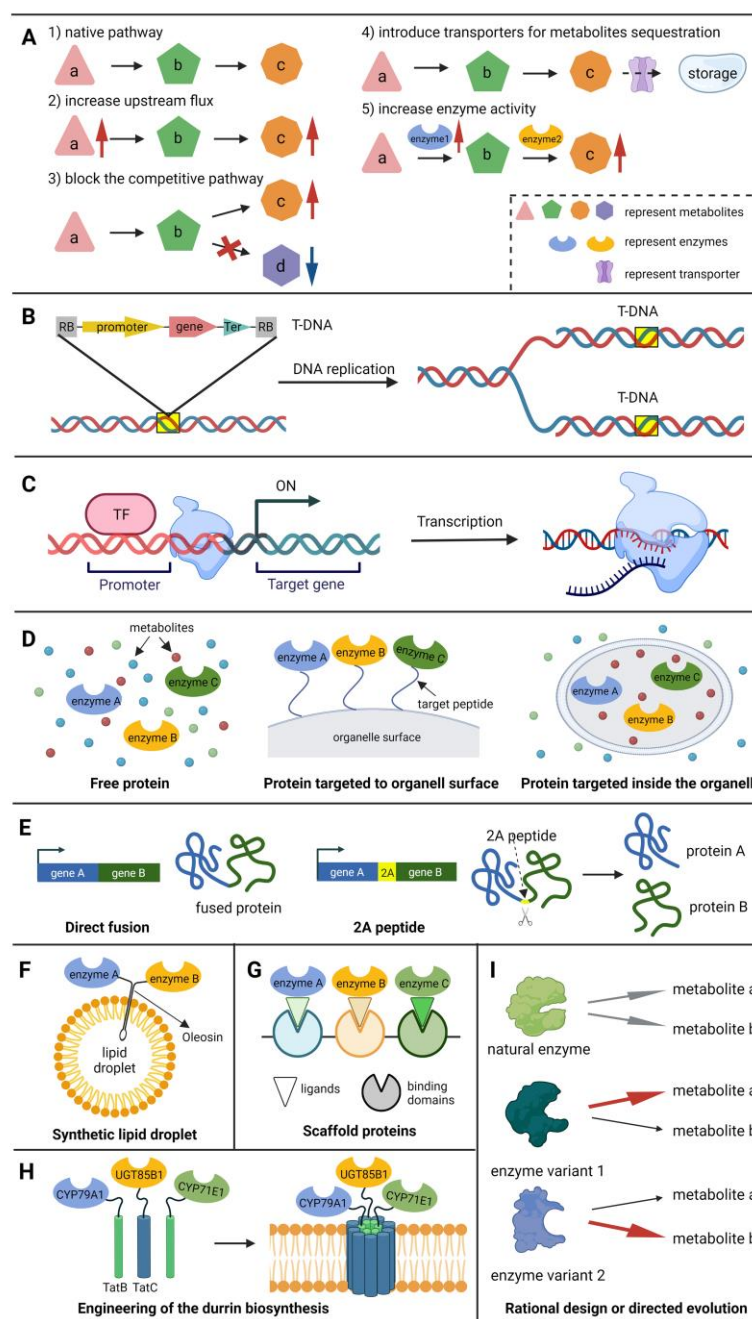 A
1) native pathway
a
b
c
2) increase upstream flux
a
b
c
3) block the competitive pathway
a
b
c
d
4) introduce transporters for metabolites sequestration
a
b
c
storage
5) increase enzyme activity
a
enzyme1
b
enzyme2
c
represent metabolites
represent enzymes
represent transporter
B
RB
promoter
gene
Ter
RB
T-DNA
DNA replication
T-DNA
T-DNA
C
TF
ON
Promoter
Target gene
Transcription
D
metabolites
enzyme A
enzyme C
enzyme B
Free protein
enzyme A
enzyme B
enzyme C
target peptide
organelle surface
Protein targeted to organell surface
enzyme A
enzyme C
enzyme B
Protein targeted inside the organell
E
gene A
gene B
fused protein
Direct fusion
gene A
2A
gene B
2A peptide
2A peptide
protein A
protein B
F
enzyme A
enzyme B
lipid
droplet
Oleosin
Synthetic lipid droplet
G
enzyme A
enzyme B
enzyme C
ligands
binding
domains
Scaffold proteins
H
CYP79A1
UGT85B1
CYP71E1
TatB
TatC
CYP79A1
UGT85B1
CYP71E1
Engineering of the durrin biosynthesis
I
natural enzyme
metabolite a
metabolite b
enzyme variant 1
metabolite a
metabolite b
enzyme variant 2
metabolite a
metabolite b
Rational design or directed evolution